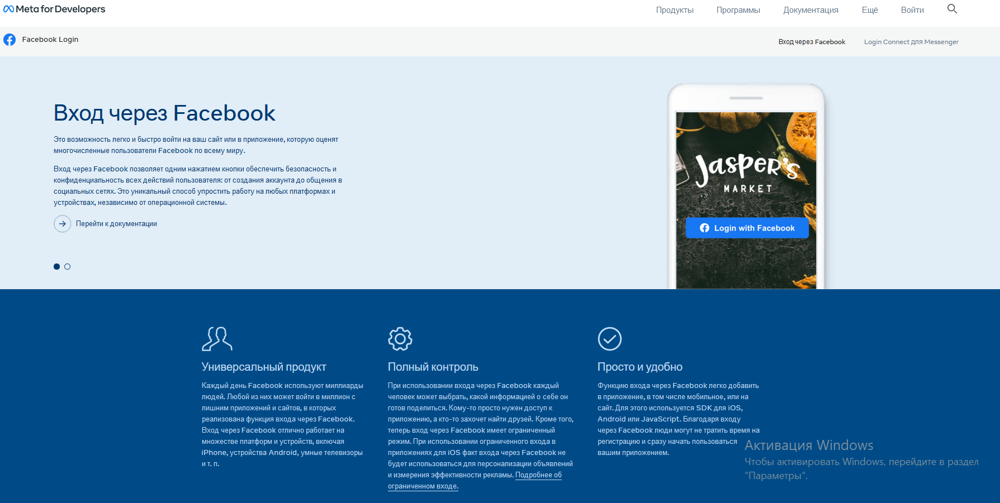 Meta for Developers
Продукты
Программы
Документация
Ещё
Войти
Facebook Login
Вход через Facebook
Login Connect для Messenger
Вход через Facebook
Это возможность легко и быстро войти на ваш сайт или в приложение, которую оценят
многочисленные пользователи Facebook по всему миру.
Вход через Facebook позволяет одним нажатием кнопки обеспечить безопасность и
конфиденциальность всех действий пользователя: от создания аккаунта до общения в
социальных сетях. Это уникальный способ упростить работу на любых платформах и
устройствах, независимо от операционной системы.
Перейти к документации
Jasper's
MARKET
Login with Facebook
Универсальный продукт
Каждый день Facebook используют миллиарды
людей. Любой из них может войти в миллион с
лишним приложений и сайтов, в которых
реализована функция входа через Facebook.
Вход через Facebook отлично работает на
множестве платформ и устройств, включая
iPhone, устройства Android, умные телевизоры
и т. п.
Полный контроль
При использовании входа через Facebook каждый
человек может выбрать, какой информацией о себе он
готов поделиться. Кому-то просто нужен доступ к
приложению, а кто-то захочет найти друзей. Кроме того,
теперь вход через Facebook имеет ограниченный
режим. При использовании ограниченного входа в
приложениях для iOS факт входа через Facebook не
будет использоваться для персонализации объявлений
и измерения эффективности рекламы. Подробнее об
ограниченном входе.
Просто и удобно
Функцию входа через Facebook легко добавить
в приложение, в том числе мобильное, или на
сайт. Для этого используется SDK для iOS,
Android или JavaScript. Благодаря входу
через Facebook люди могут не тратить время на
регистрацию и сразу начать пользоваться
вашим приложением.
Активация Windows
Чтобы активировать Windows, перейдите в раздел
"Параметры".